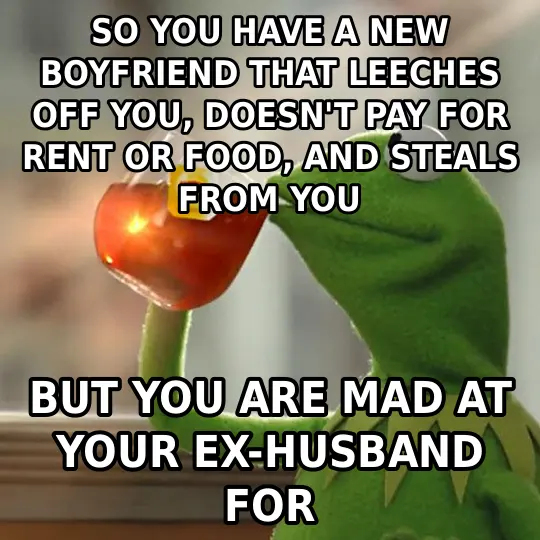 SO YOU HAVE A NEW
BOYFRIEND THAT LEECHES
OFF YOU, DOESN'T PAY FOR
RENT OR FOOD, AND STEALS
FROM YOU
BUT YOU ARE MAD AT
YOUR EX-HUSBAND
FOR